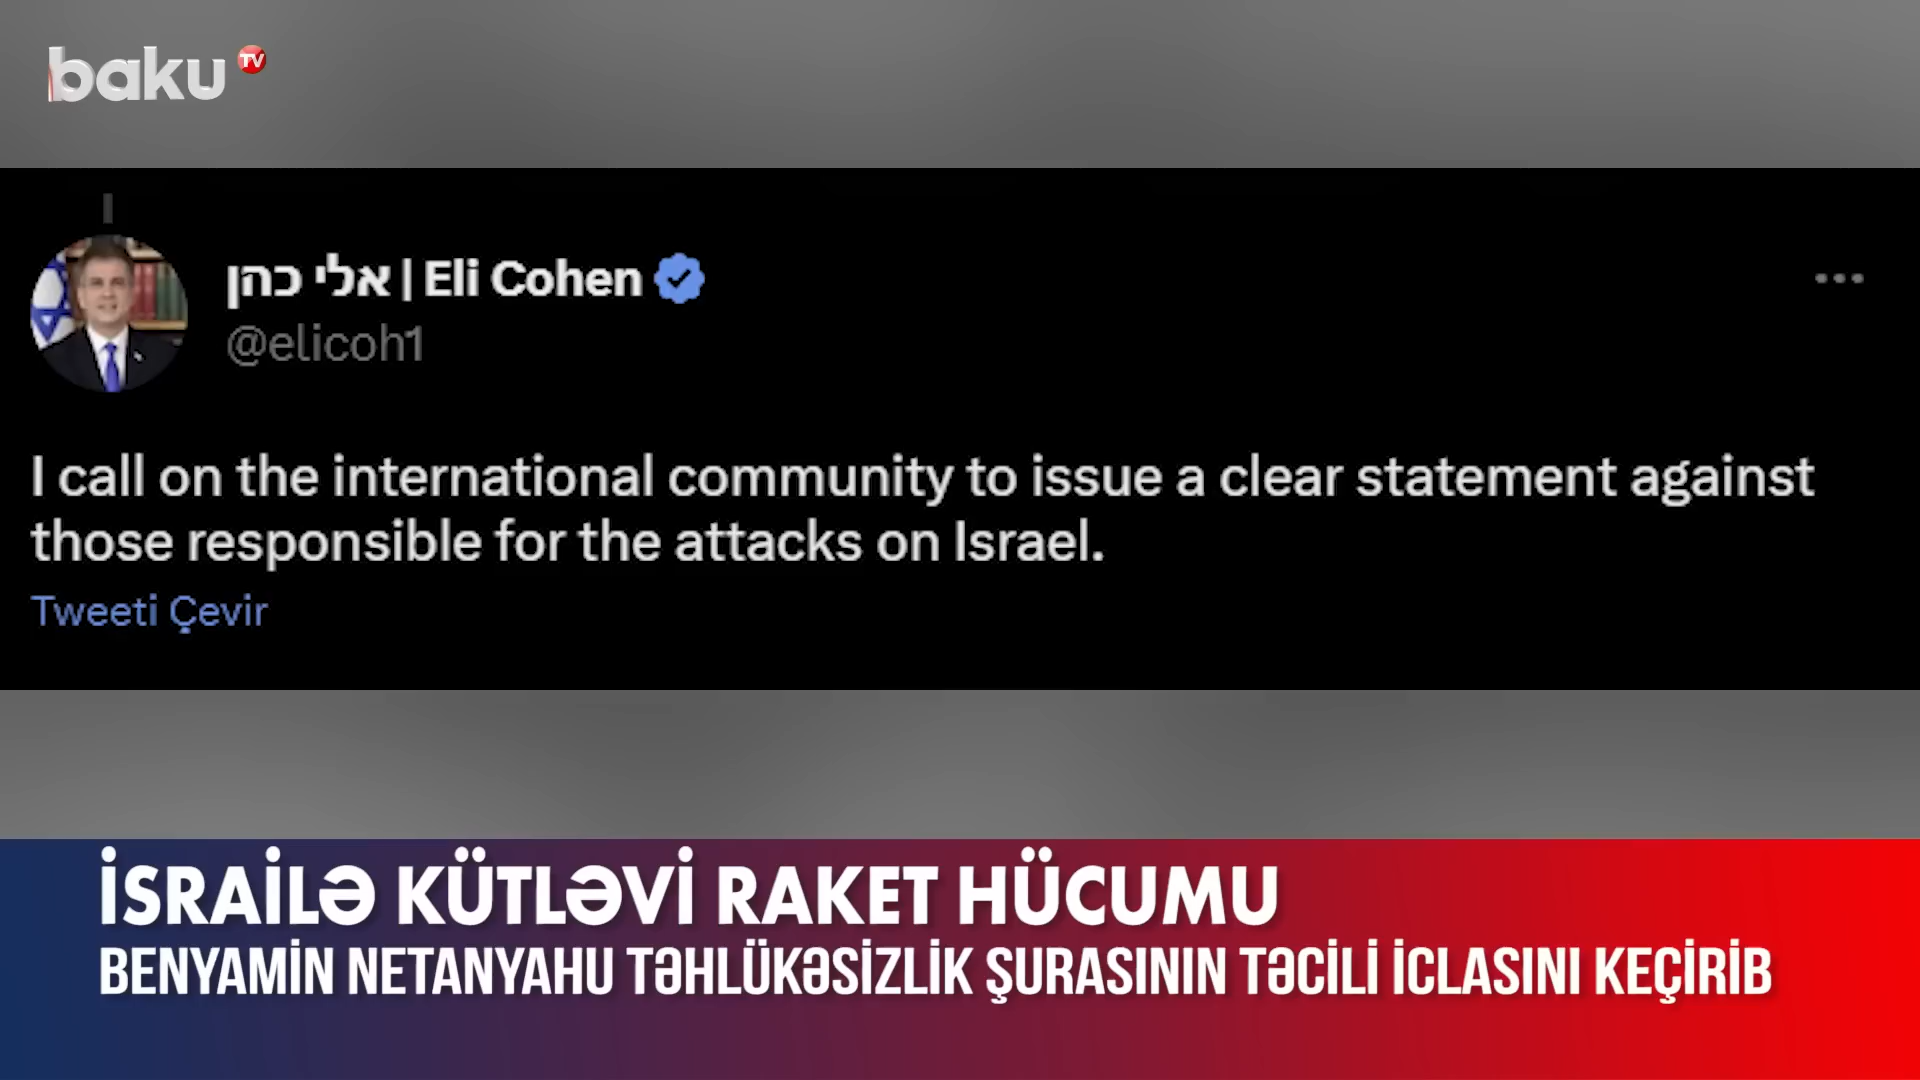 baku TV
אלי כהן | Eli Cohen
@elicoh1
I call on the international community to issue a clear statement against
those responsible for the attacks on Israel.
Tweeti Çevir
İSRAİLƏ KÜTLƏVİ RAKET HÜCUMU
BENYAMİN NETANYAHU TƏHLÜKƏSİZLİK ŞURASININ TƏCİLİ İCLASINI KEÇİRİB